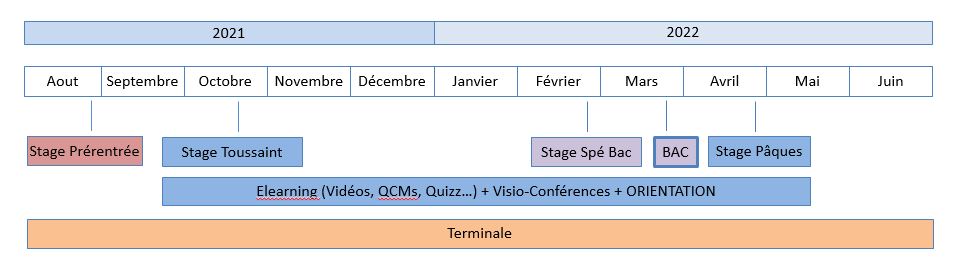 2021 2022
Aout Septembre Octobre Novembre Décembre Janvier Février Mars Avril Mai Juin
Stage Prérentrée Stage Toussaint Stage Spé Bac BAC Stage Pâques
Elearning (Vidéos, QCMs, Quizz...) + Visio-Conférences + ORIENTATION
Terminale